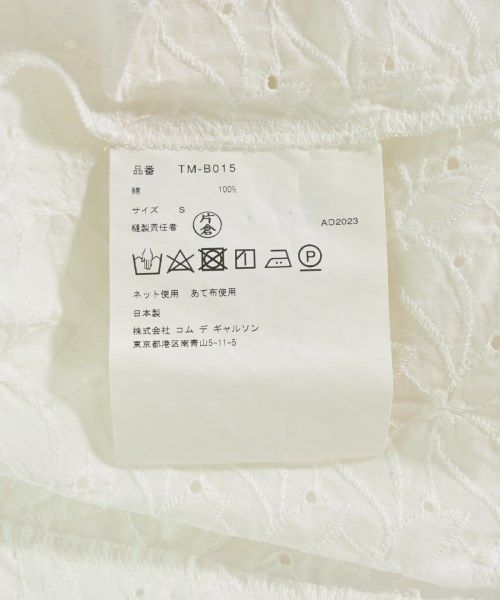 品番 TM-B015
綿 100%
サイズ S
縫製責任者 片倉 AD2023
P
ネット使用 あて布使用
日本製
株式会社 コム デ ギャルソン
東京都港区南青山5-11-5